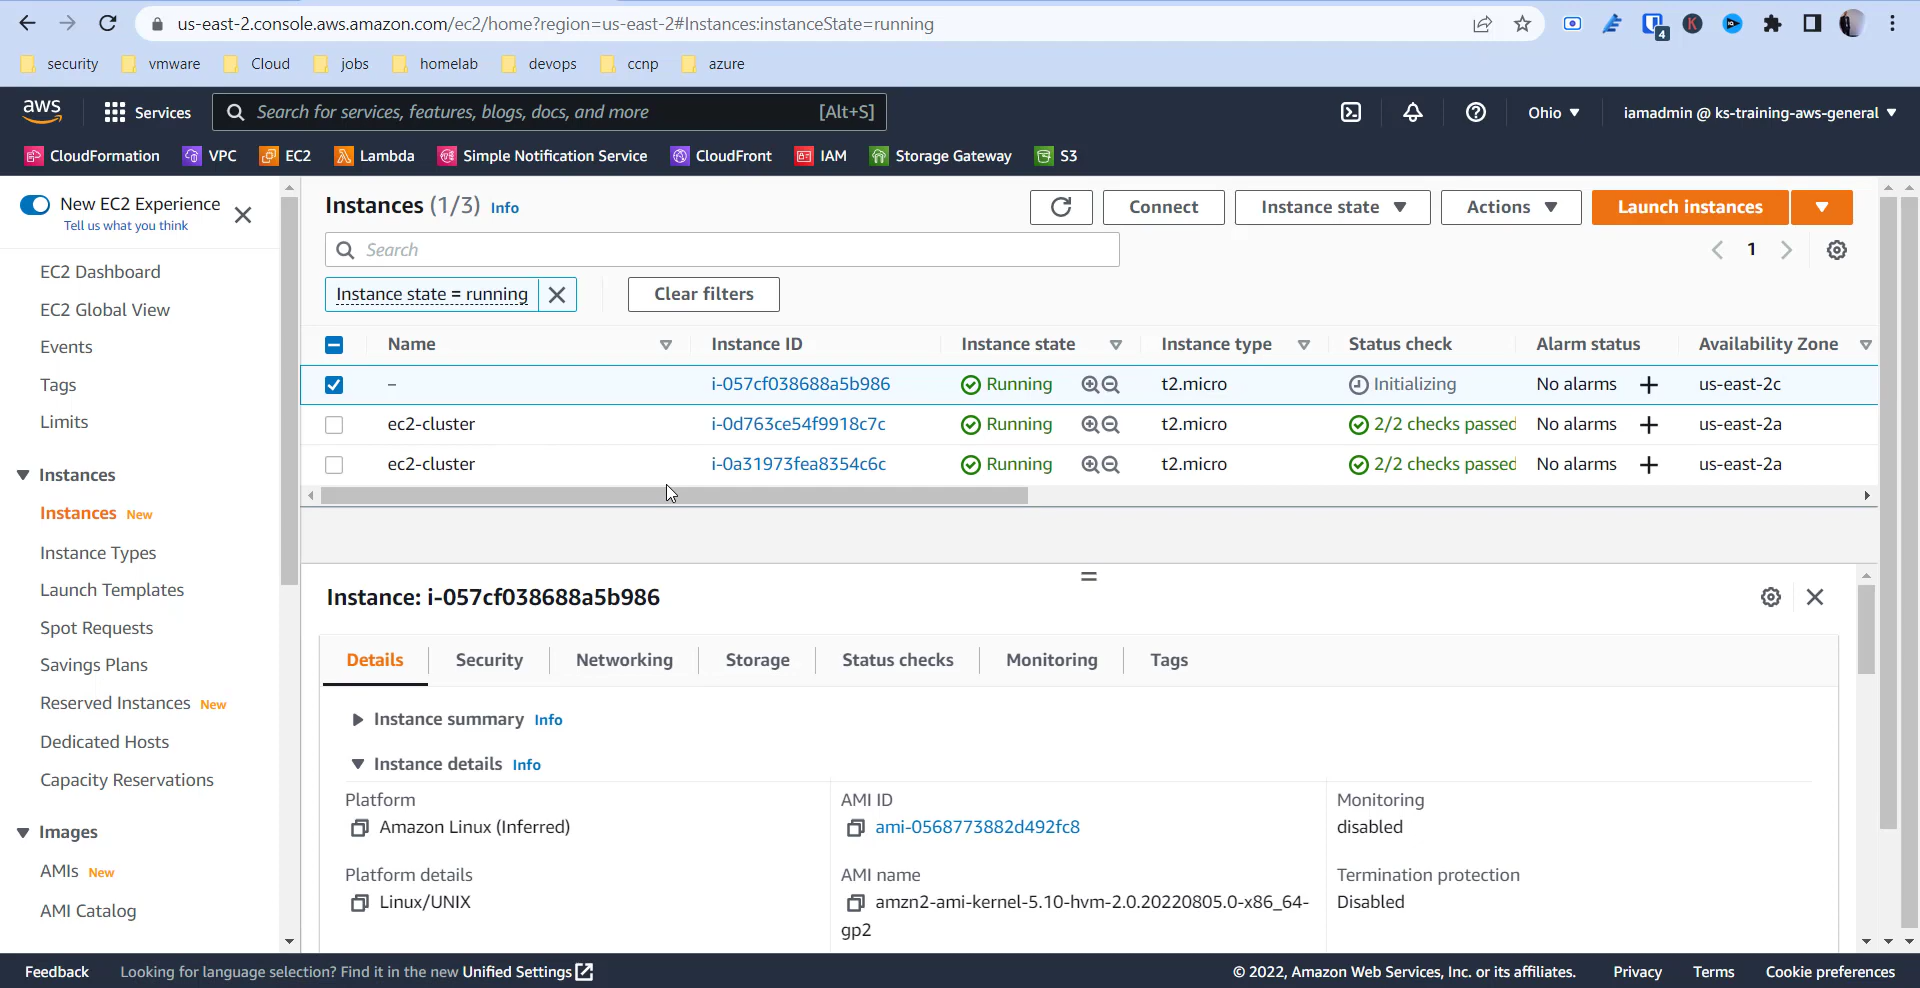 us-east-2.console.aws.amazon.com/ec2/home?region=us-east-2#Instances:instanceState=running
4
K
security vmware Cloud jobs homelab devops ccnp azure
aws Services Search for services, features, blogs, docs, and more [Alt+S] Ohio iamadmin @ ks-training-aws-general
CloudFormation VPC EC2 Lambda Simple Notification Service CloudFront IAM Storage Gateway S3
New EC2 Experience
Tell us what you think
EC2 Dashboard
EC2 Global View
Events
Tags
Limits
Instances
Instances New
Instance Types
Launch Templates
Spot Requests
Savings Plans
Reserved Instances New
Dedicated Hosts
Capacity Reservations
Images
AMIs New
AMI Catalog
Instances (1/3) Info Connect Instance state Actions Launch instances
Search 1
Instance state = running Clear filters
Name Instance ID Instance state Instance type Status check Alarm status Availability Zone
– i-057cf038688a5b986 Running t2.micro Initializing No alarms + us-east-2c
ec2-cluster i-0d763ce54f9918c7c Running t2.micro 2/2 checks passed No alarms + us-east-2a
ec2-cluster i-0a31973fea8354c6c Running t2.micro 2/2 checks passed No alarms + us-east-2a
Instance: i-057cf038688a5b986
Details Security Networking Storage Status checks Monitoring Tags
Instance summary Info
Instance details Info
Platform
Amazon Linux (Inferred)
AMI ID
ami-0568773882d492fc8
Monitoring
disabled
Platform details
Linux/UNIX
AMI name
amzn2-ami-kernel-5.10-hvm-2.0.20220805.0-x86_64-
gp2
Termination protection
Disabled
Feedback Looking for language selection? Find it in the new Unified Settings © 2022, Amazon Web Services, Inc. or its affiliates. Privacy Terms Cookie preferences